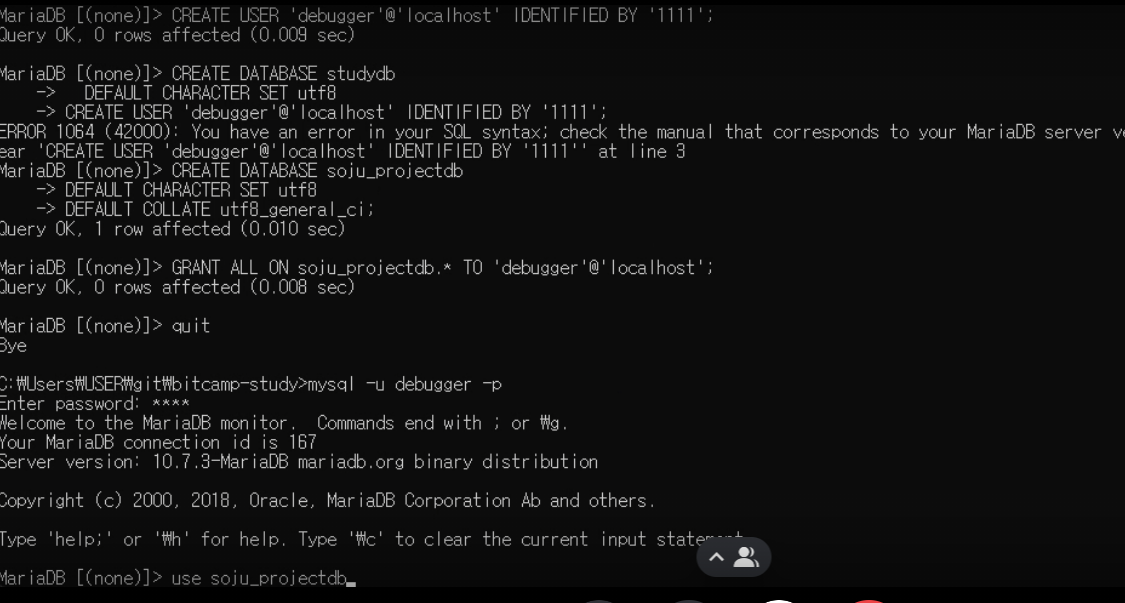 MariaDB [(none)]> CREATE USER 'debugger'@'localhost' IDENTIFIED BY '1111';
Query OK, 0 rows affected (0.009 sec)
MariaDB [(none)]> CREATE DATABASE studydb
    ->   DEFAULT CHARACTER SET utf8
    -> CREATE USER 'debugger'@'localhost' IDENTIFIED BY '1111';
ERROR 1064 (42000): You have an error in your SQL syntax; check the manual that corresponds to your MariaDB server ve
ear 'CREATE USER 'debugger'@'localhost' IDENTIFIED BY '1111'' at line 3
MariaDB [(none)]> CREATE DATABASE soju_projectdb
    -> DEFAULT CHARACTER SET utf8
    -> DEFAULT COLLATE utf8_general_ci;
Query OK, 1 row affected (0.010 sec)
MariaDB [(none)]> GRANT ALL ON soju_projectdb.* TO 'debugger'@'localhost';
Query OK, 0 rows affected (0.008 sec)
MariaDB [(none)]> quit
Bye
C:₩Users₩USER₩git₩bitcamp-study>mysql -u debugger -p
Enter password: ****
Welcome to the MariaDB monitor.  Commands end with ; or ₩g.
Your MariaDB connection id is 167
Server version: 10.7.3-MariaDB mariadb.org binary distribution
Copyright (c) 2000, 2018, Oracle, MariaDB Corporation Ab and others.
Type 'help;' or '₩h' for help. Type '₩c' to clear the current input statement.
MariaDB [(none)]> use soju_projectdb_